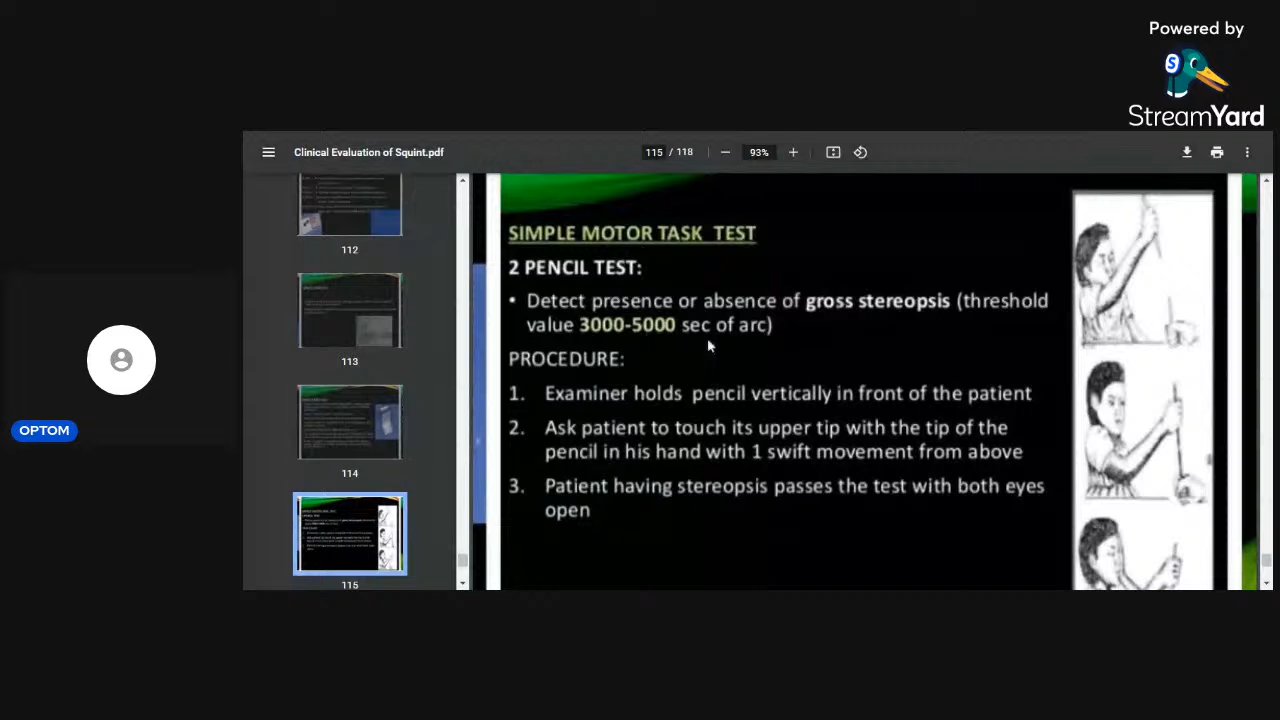 Powered by
S
StreamYard
Clinical Evaluation of Squint.pdf
115 / 118
93%
112
113
114
115
OPTOM
SIMPLE MOTOR TASK TEST
2 PENCIL TEST:
• Detect presence or absence of gross stereopsis (threshold
value 3000-5000 sec of arc)
PROCEDURE:
1. Examiner holds pencil vertically in front of the patient
2. Ask patient to touch its upper tip with the tip of the
pencil in his hand with 1 swift movement from above
3. Patient having stereopsis passes the test with both eyes
open